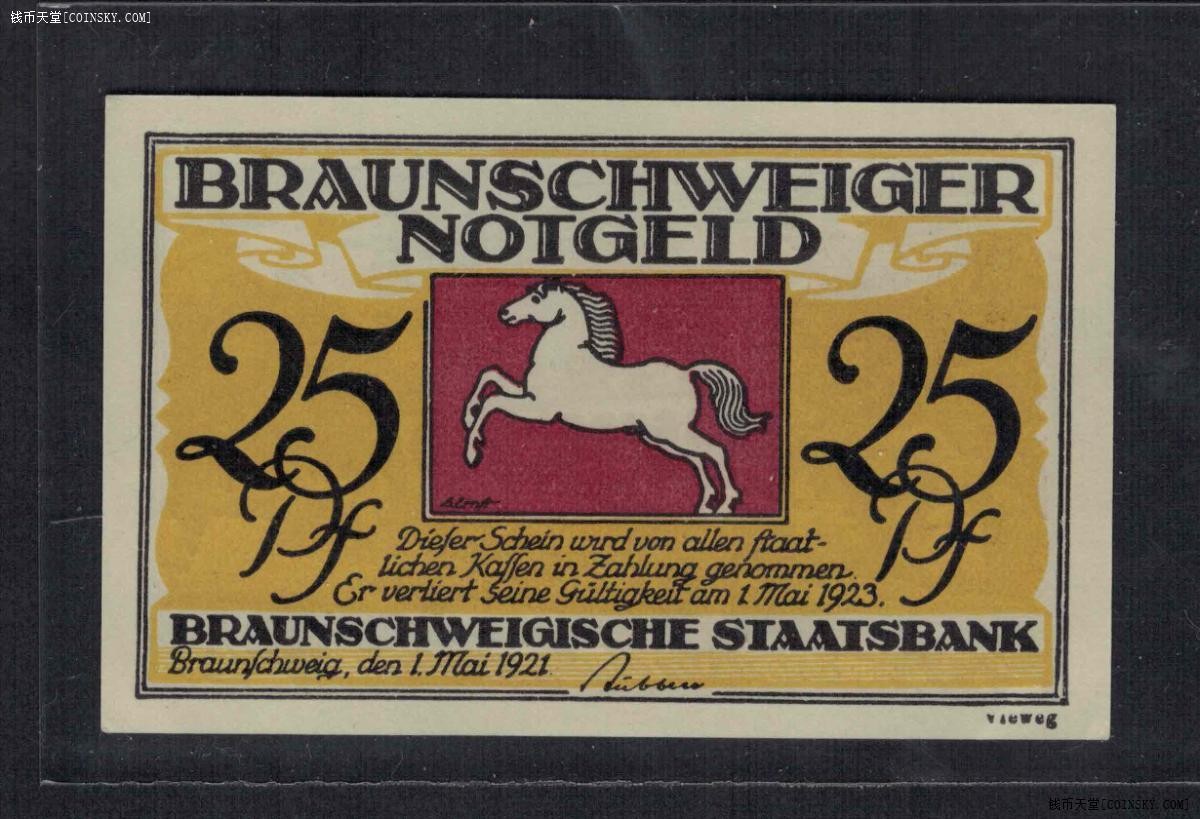 钱币天堂[COINSKY.COM]
BRAUNSCHWEIGER
NOTGELD
25 Pf
25 Pf
Dieſer Schein wird von allen ſtaat-
lichen Kaſſen in Zahlung genommen.
Er verliert seine Gültigkeit am 1. Mai 1923.
BRAUNSCHWEIGISCHE STAATSBANK
Braunſchweig, den 1. Mai 1921.
Vieweg
钱币天堂[COINSKY.COM]